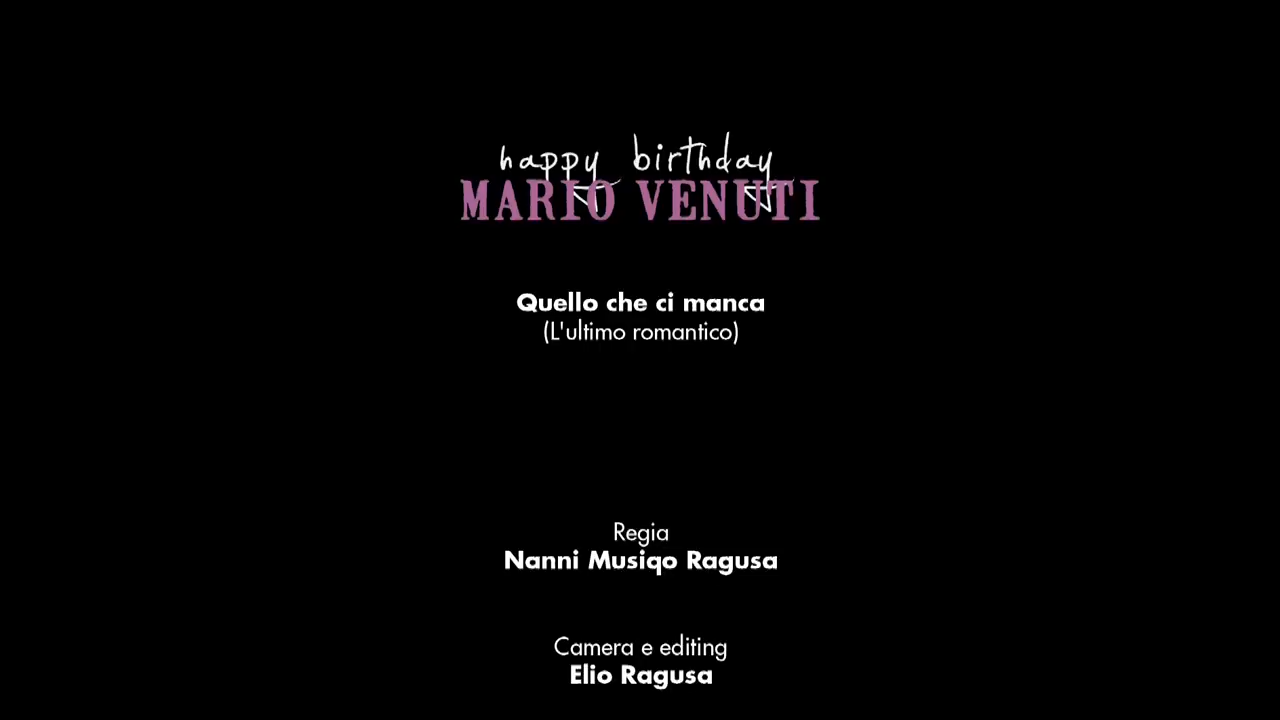 happy birthday
MARIO VENUTI
Quello che ci manca
(L'ultimo romantico)
Regia
Nanni Musiqo Ragusa
Camera e editing
Elio Ragusa